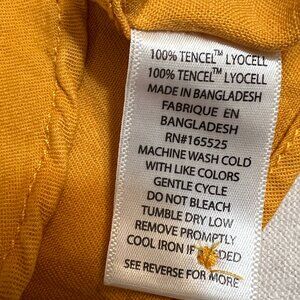 100% TENCEL™ LYOCELL
100% TENCEL™ LYOCELL
MADE IN BANGLADESH
FABRIQUE EN
BANGLADESH
RN#165525
MACHINE WASH COLD
WITH LIKE COLORS
GENTLE CYCLE
DO NOT BLEACH
TUMBLE DRY LOW
REMOVE PROMPTLY
COOL IRON IF
SEE REVERSE FOR MORE